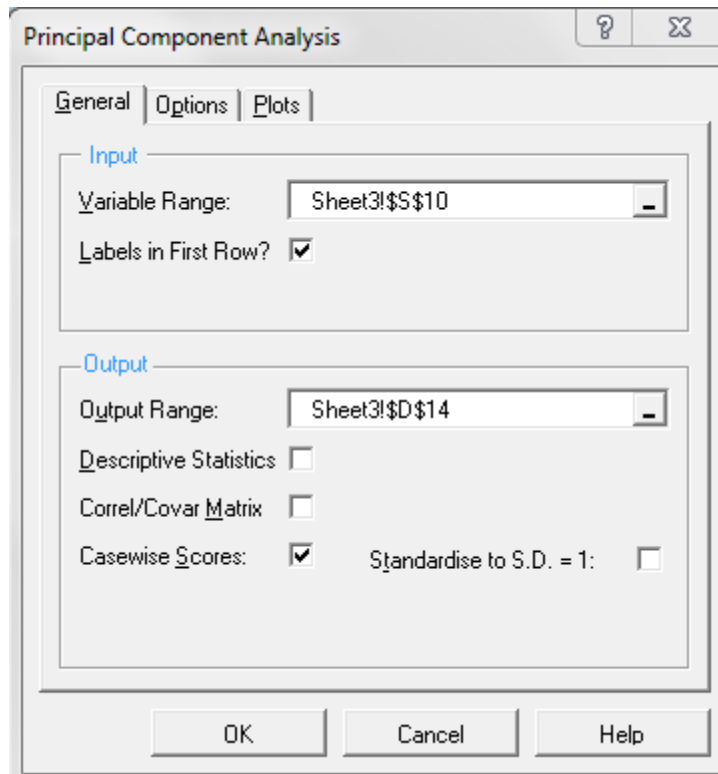 Principal Component Analysis
General Options Plots
Input
Variable Range: Sheet3!$S$10
Labels in First Row?
Output
Output Range: Sheet3!$D$14
Descriptive Statistics
Correl/Covar Matrix
Casewise Scores: Standardise to S.D. = 1:
OK Cancel Help